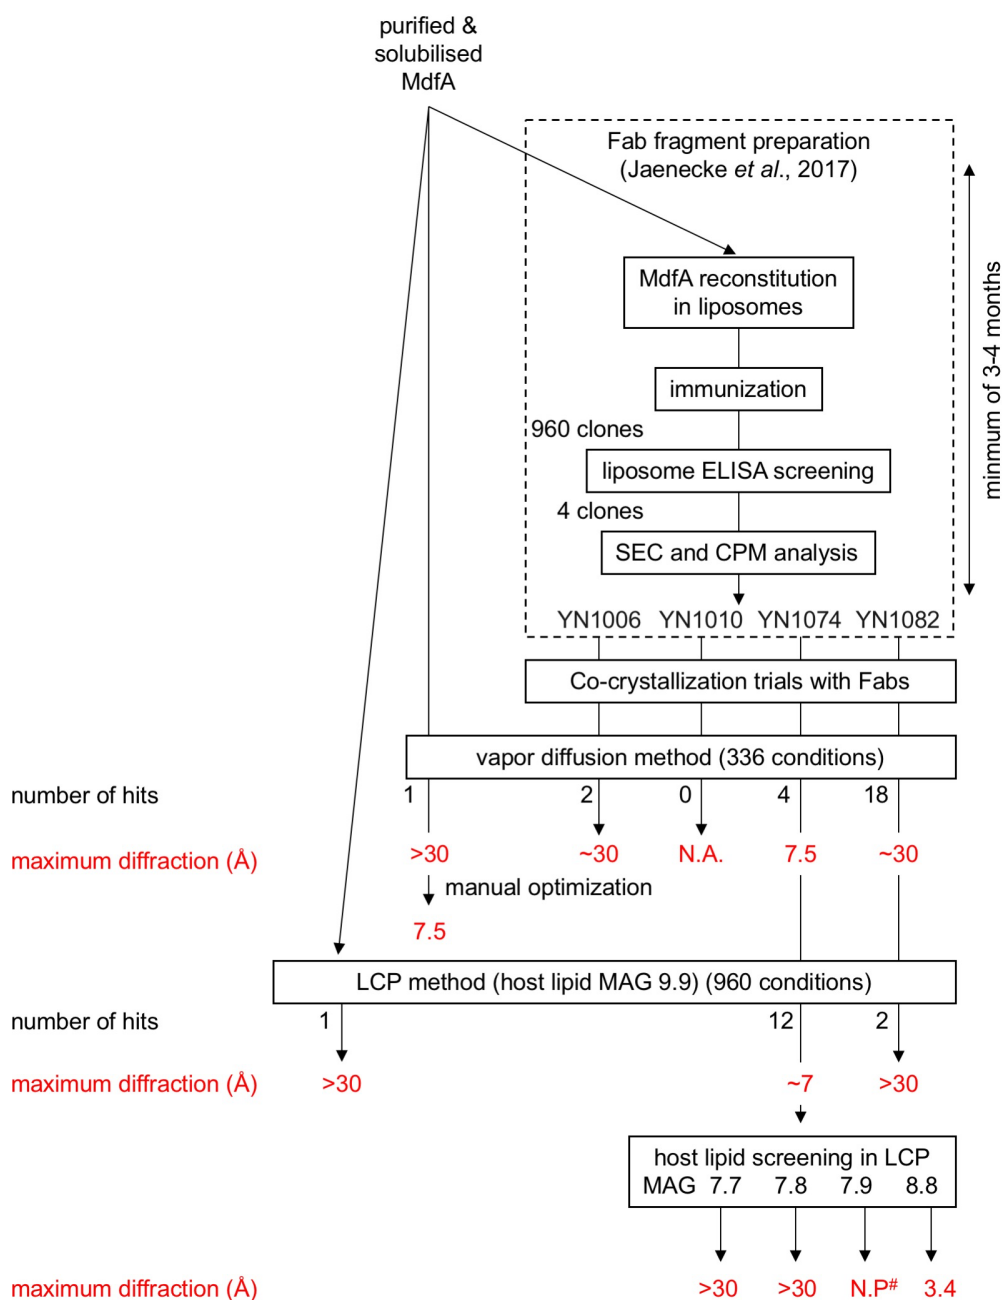 purified &
solubilised
MdfA
Fab fragment preparation
(Jaenecke et al., 2017)
MdfA reconstitution
in liposomes
immunization
960 clones
liposome ELISA screening
4 clones
SEC and CPM analysis
minmum of 3-4 months
YN1006 YN1010 YN1074 YN1082
Co-crystallization trials with Fabs
vapor diffusion method (336 conditions)
number of hits 1 2 0 4 18
maximum diffraction (Å) >30 ~30 N.A. 7.5 ~30
manual optimization
7.5
LCP method (host lipid MAG 9.9) (960 conditions)
number of hits 1 12 2
maximum diffraction (Å) >30 ~7 >30
host lipid screening in LCP
MAG 7.7 7.8 7.9 8.8
maximum diffraction (Å) >30 >30 N.P# 3.4